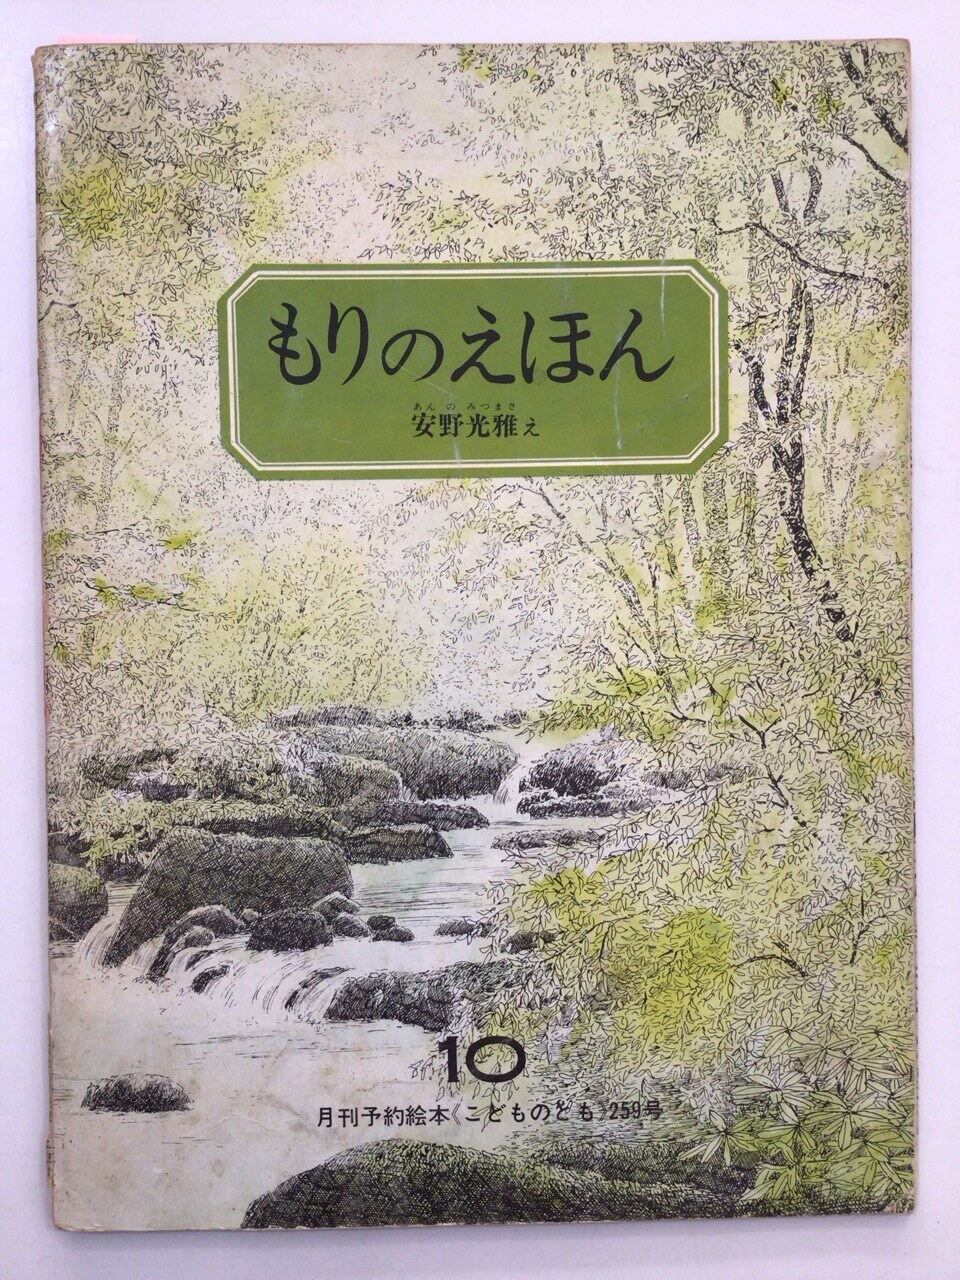 もりのえほん
あんのみつまさ
安野光雅え
10
月刊予約絵本《こどものとも》259号